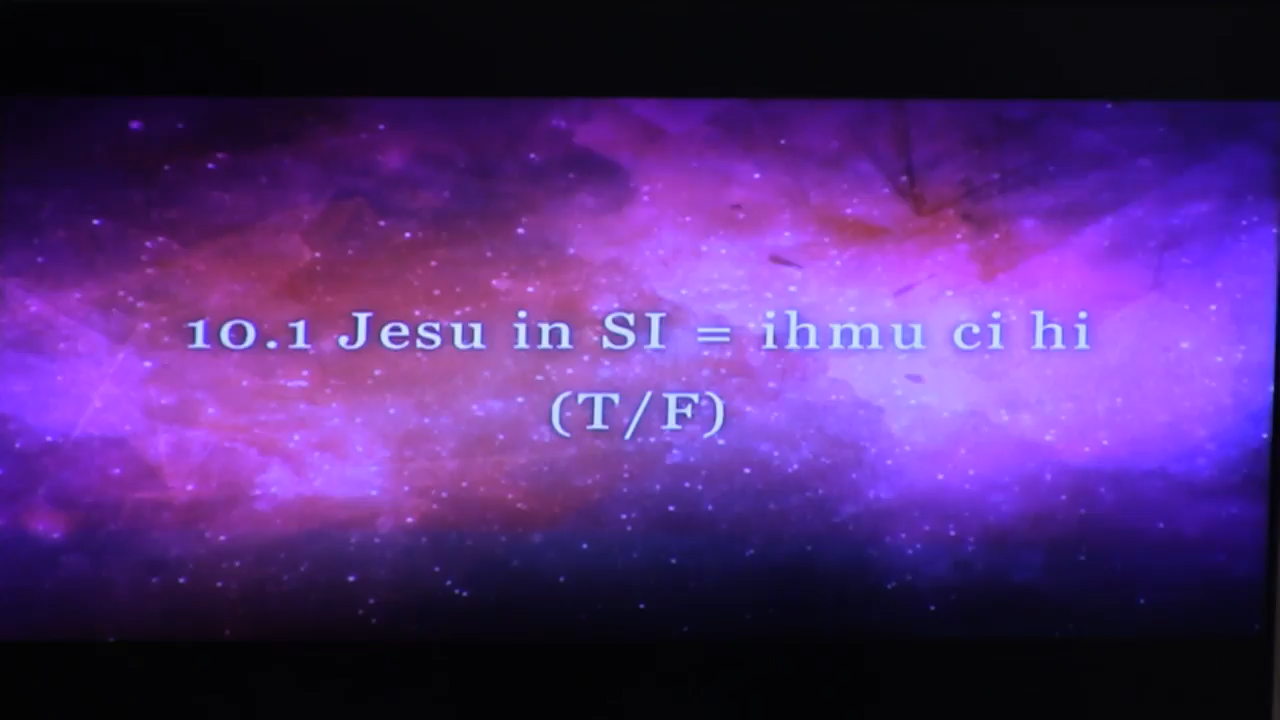 10.1 Jesu in SI = ihmu ci hi
(T/F)